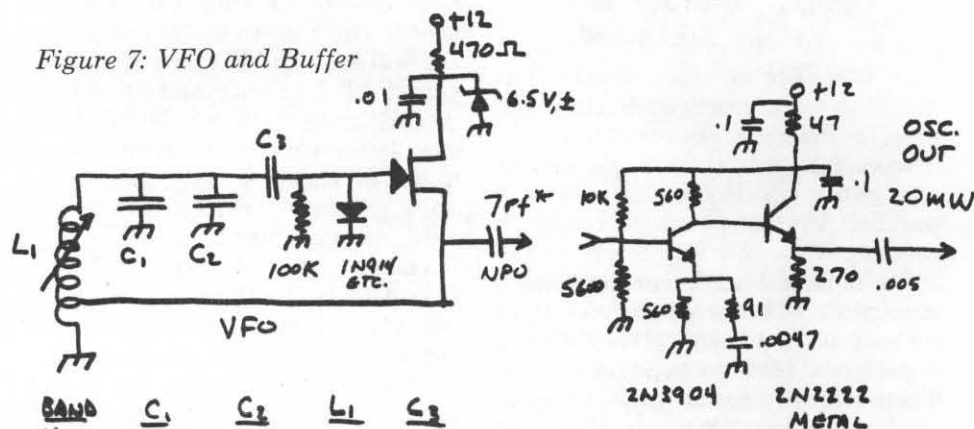 Figure 7: VFO and Buffer
+12
470Ω
.01
6.5V,±
C3
L1
C1
C2
100K
1N914
ETC.
7pf*
NPO
VFO
+12
.1
47
OSC.
OUT
.1
20mW
10K
560
5600
560
91
.0047
270
.005
2N3904
2N2222
METAL
BAND C1 C2 L1 C3